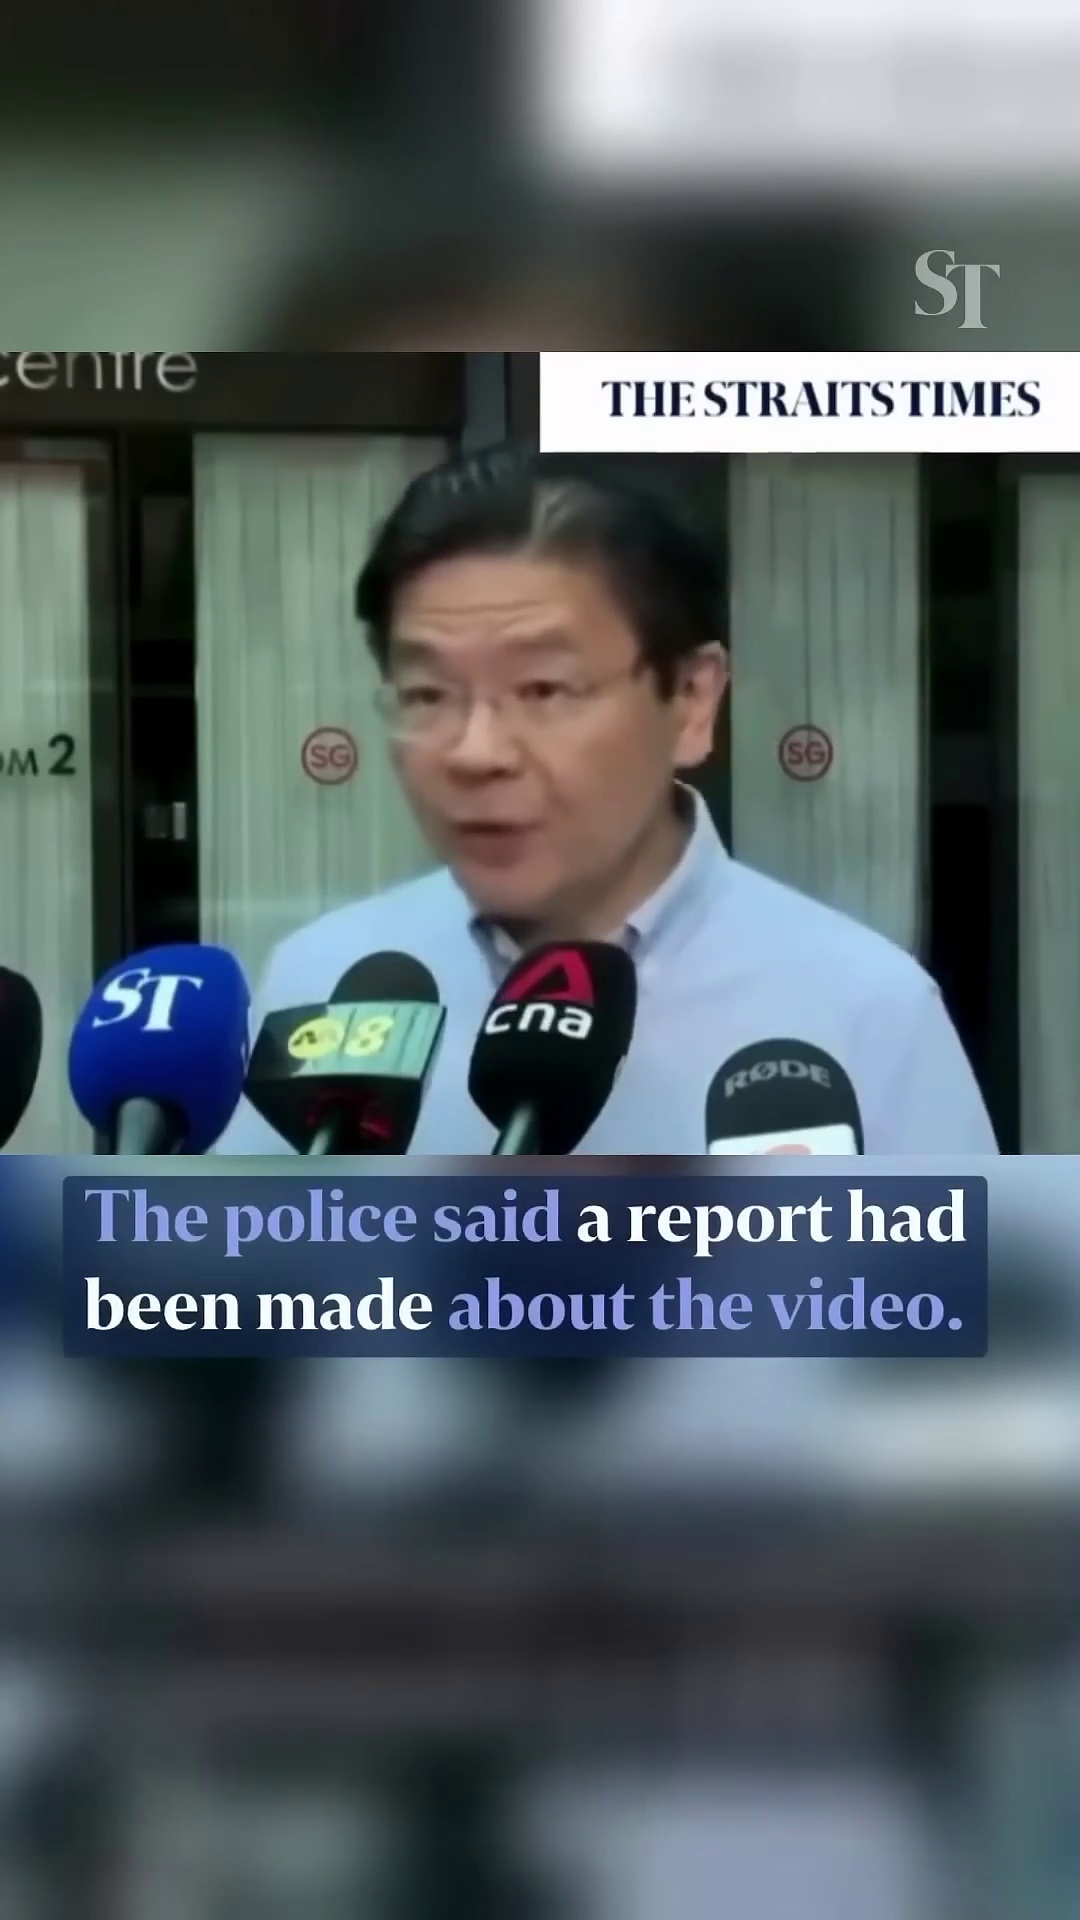 ST
centre
THE STRAITS TIMES
OM 2
SG
SG
ST
8
cna
RØDE
The police said a report had
been made about the video.